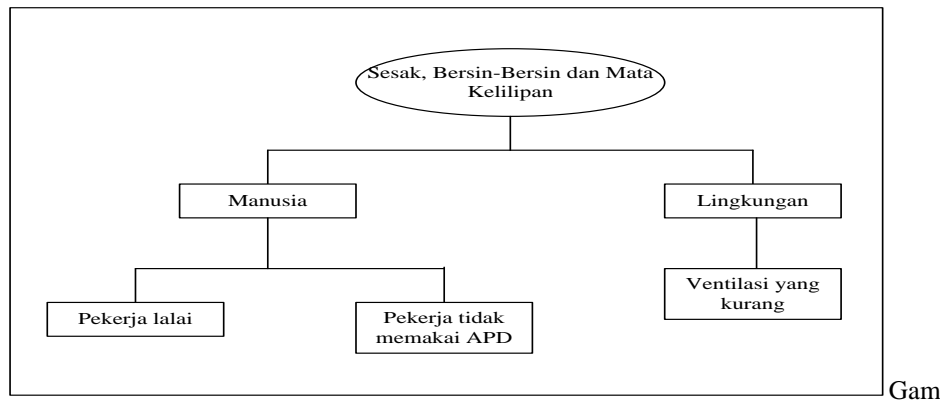 Sesak, Bersin-Bersin dan Mata
Kelilipan
Manusia
Lingkungan
Pekerja lalai
Pekerja tidak
memakai APD
Ventilasi yang
kurang
Gam